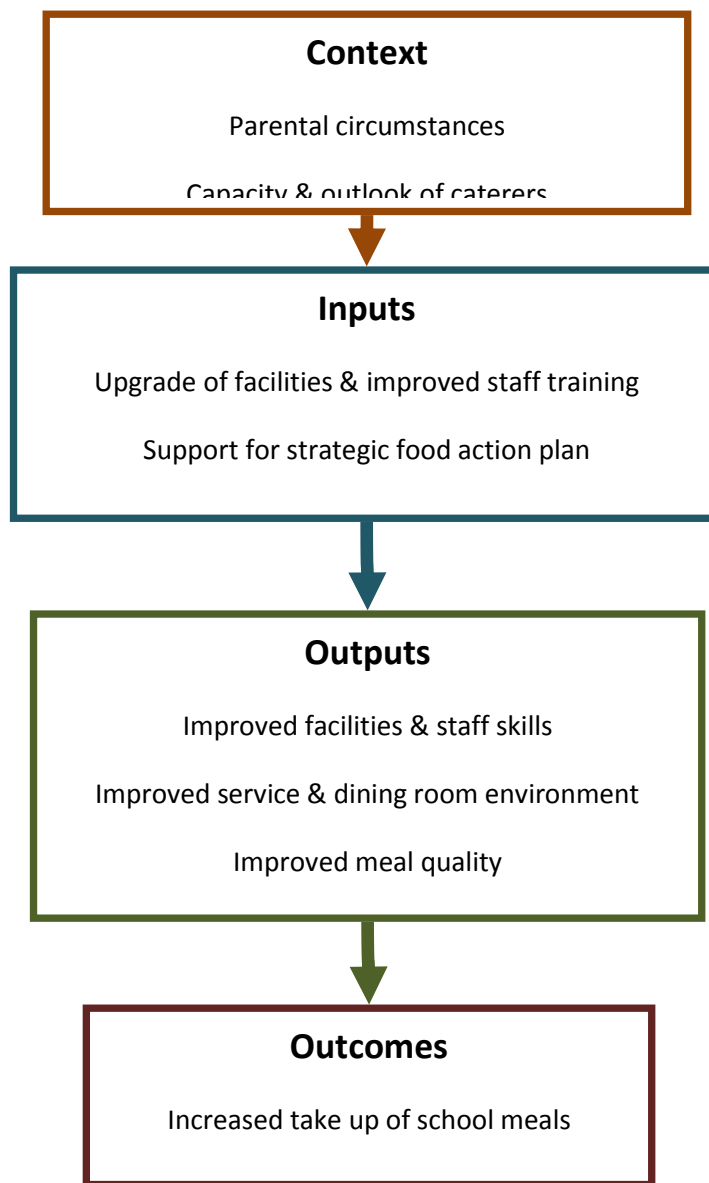 Context
Parental circumstances
Capacity & outlook of caterers
Inputs
Upgrade of facilities & improved staff training
Support for strategic food action plan
Outputs
Improved facilities & staff skills
Improved service & dining room environment
Improved meal quality
Outcomes
Increased take up of school meals